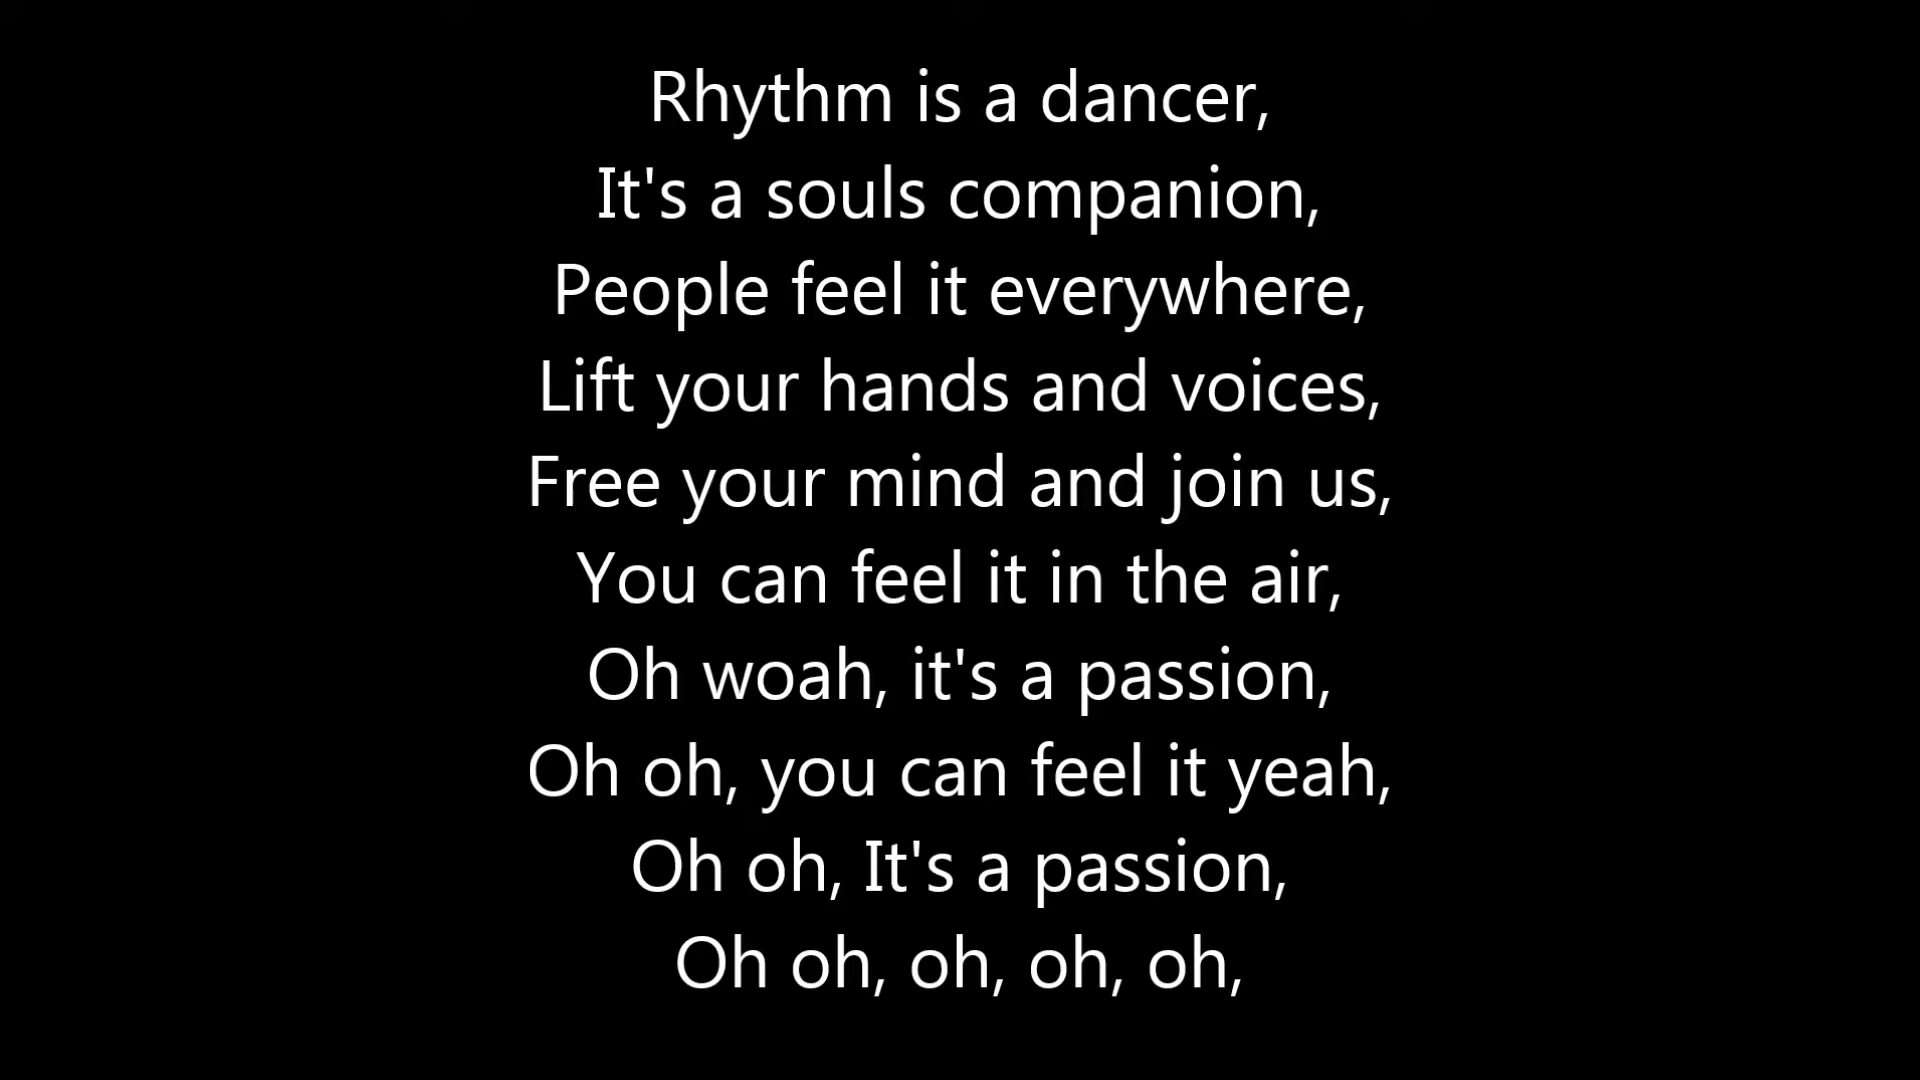 Rhythm is a dancer,
It's a souls companion,
People feel it everywhere,
Lift your hands and voices,
Free your mind and join us,
You can feel it in the air,
Oh woah, it's a passion,
Oh oh, you can feel it yeah,
Oh oh, It's a passion,
Oh oh, oh, oh, oh,